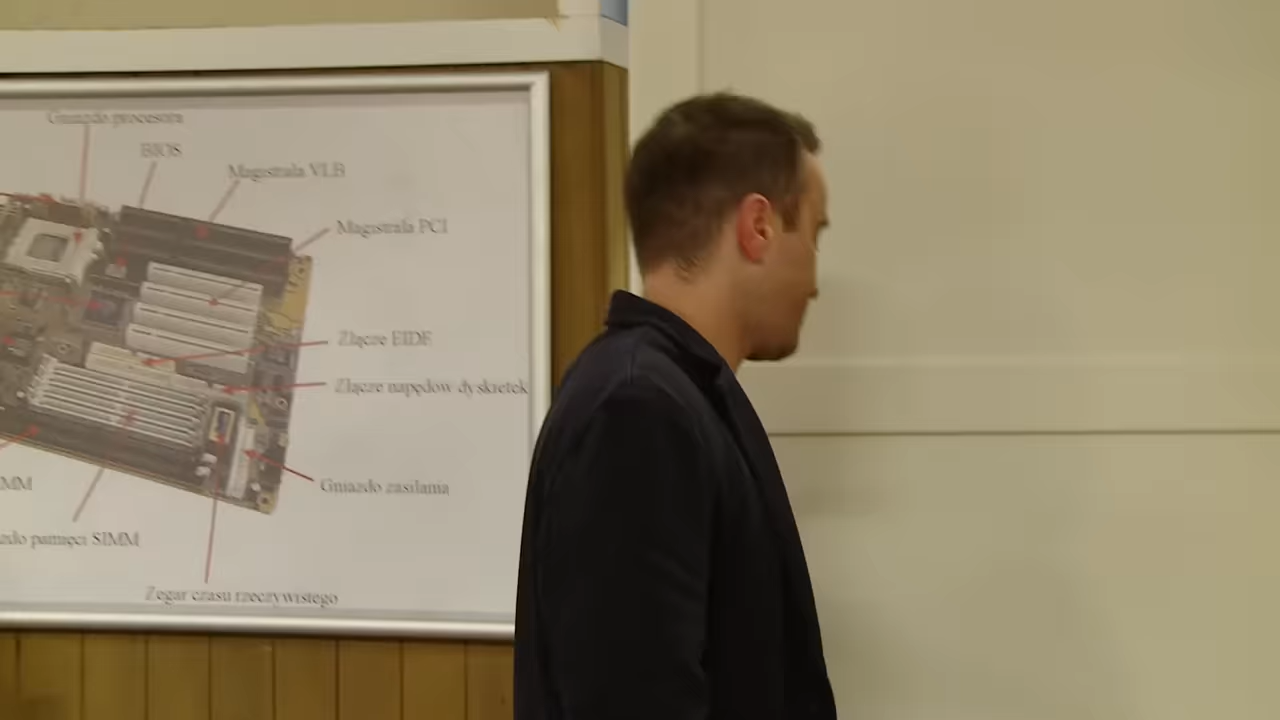 Gniazdo procesora
BIOS
Magistrala VLB
Magistrala PCI
Złącze EIDE
Złącze napędów dyskietek
Gniazdo zasilania
MM
zdo pamięci SIMM
Zegar czasu rzeczywistego